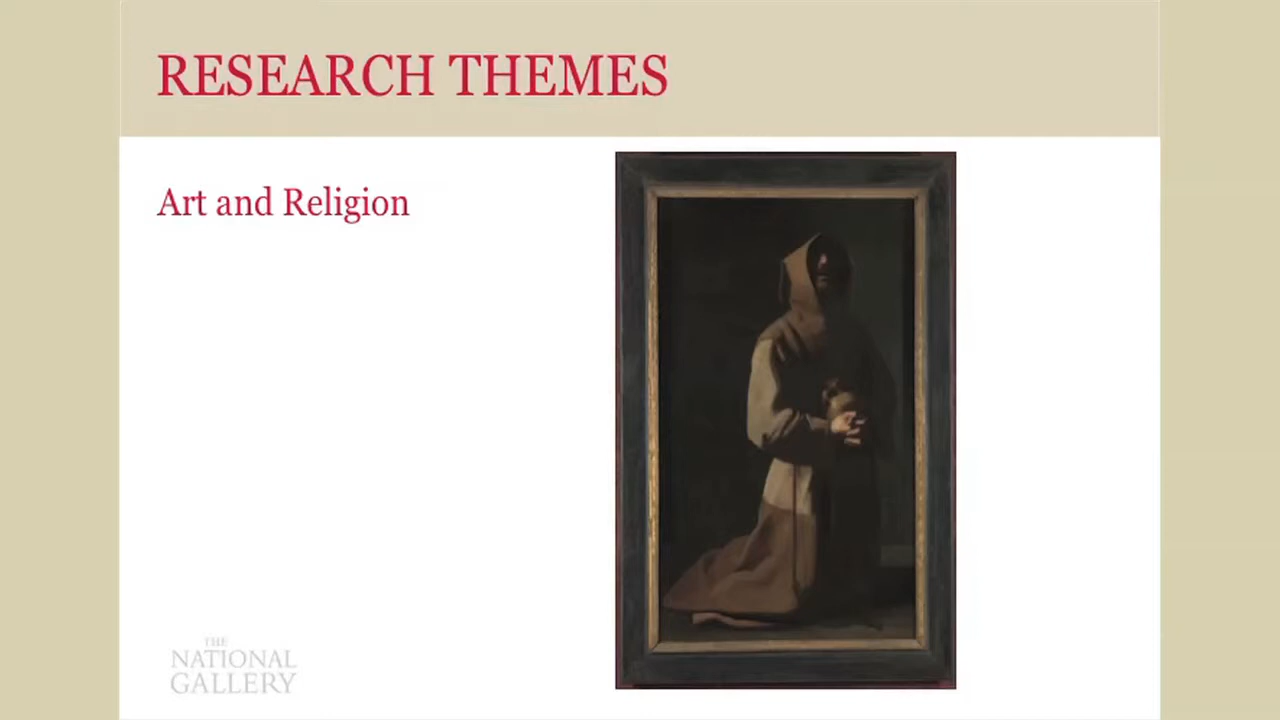 RESEARCH THEMES
Art and Religion
THE
NATIONAL
GALLERY